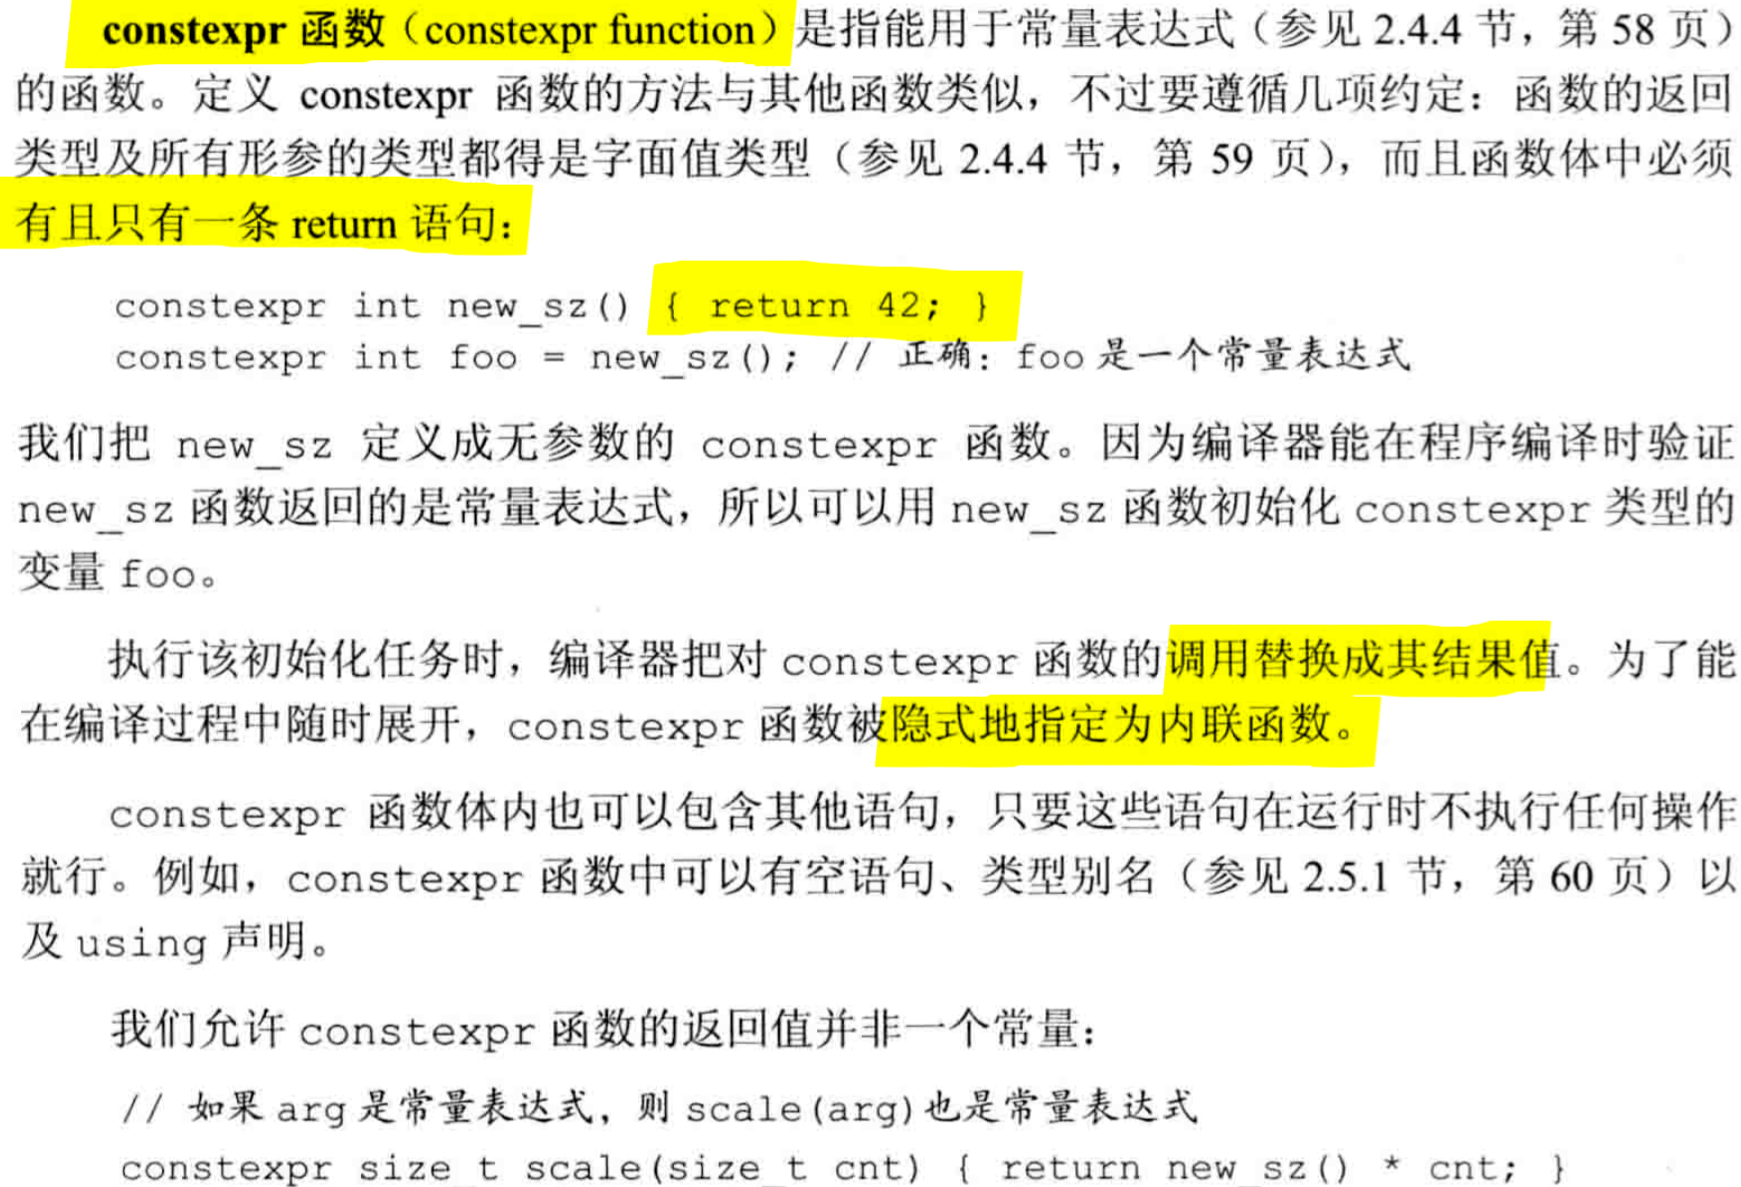 constexpr 函数（constexpr function）是指能用于常量表达式（参见 2.4.4 节，第 58 页）
的函数。定义 constexpr 函数的方法与其他函数类似，不过要遵循几项约定：函数的返回
类型及所有形参的类型都得是字面值类型（参见 2.4.4 节，第 59 页），而且函数体中必须
有且只有一条 return 语句：
constexpr int new_sz() { return 42; }
constexpr int foo = new_sz(); // 正确：foo 是一个常量表达式
我们把 new_sz 定义成无参数的 constexpr 函数。因为编译器能在程序编译时验证
new_sz 函数返回的是常量表达式，所以可以用 new_sz 函数初始化 constexpr 类型的
变量 foo。
执行该初始化任务时，编译器把对 constexpr 函数的调用替换成其结果值。为了能
在编译过程中随时展开，constexpr 函数被隐式地指定为内联函数。
constexpr 函数体内也可以包含其他语句，只要这些语句在运行时不执行任何操作
就行。例如，constexpr 函数中可以有空语句、类型别名（参见 2.5.1 节，第 60 页）以
及 using 声明。
我们允许 constexpr 函数的返回值并非一个常量：
// 如果 arg 是常量表达式，则 scale(arg)也是常量表达式
constexpr size_t scale(size_t cnt) { return new_sz() * cnt; }